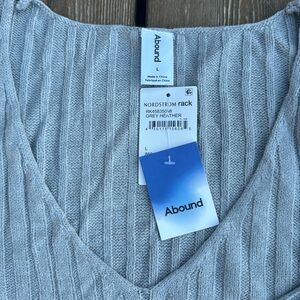 Abound
L
Made in China
Fabriqué en Chine
NORDSTROM rack
GREY HEATHER
L
Abound